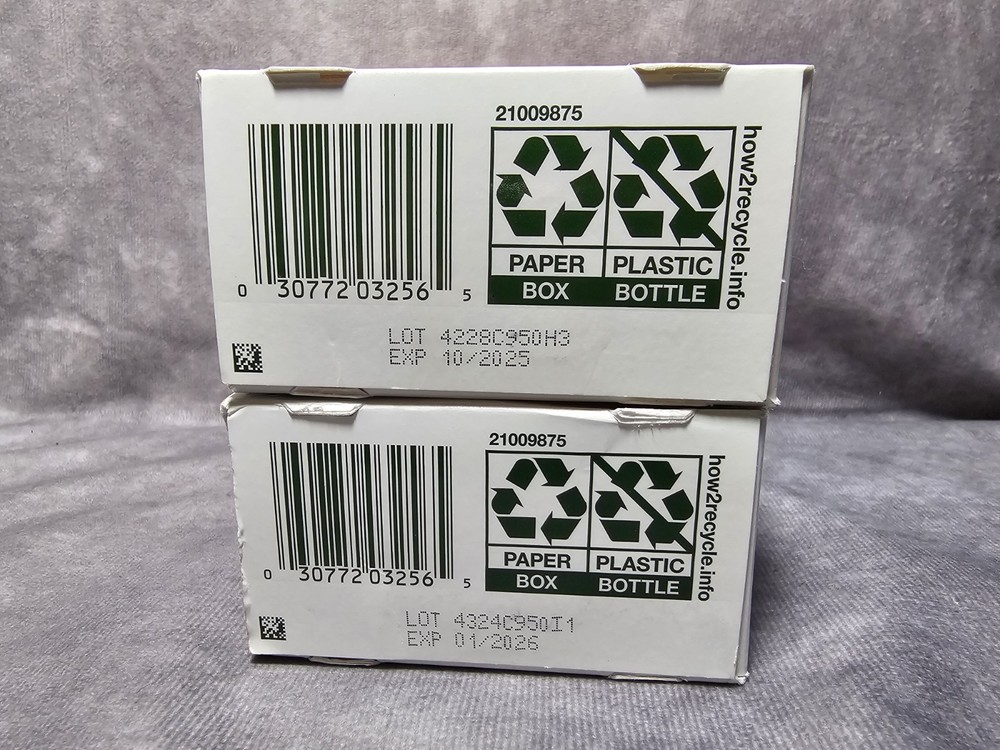 21009875
how2recycle.info
PAPER PLASTIC
BOX BOTTLE
0 30772 03256 5
LOT 4228C950H3
EXP 10/2025
21009875
how2recycle.info
PAPER PLASTIC
BOX BOTTLE
0 30772 03256 5
LOT 4324C950I1
EXP 01/2026